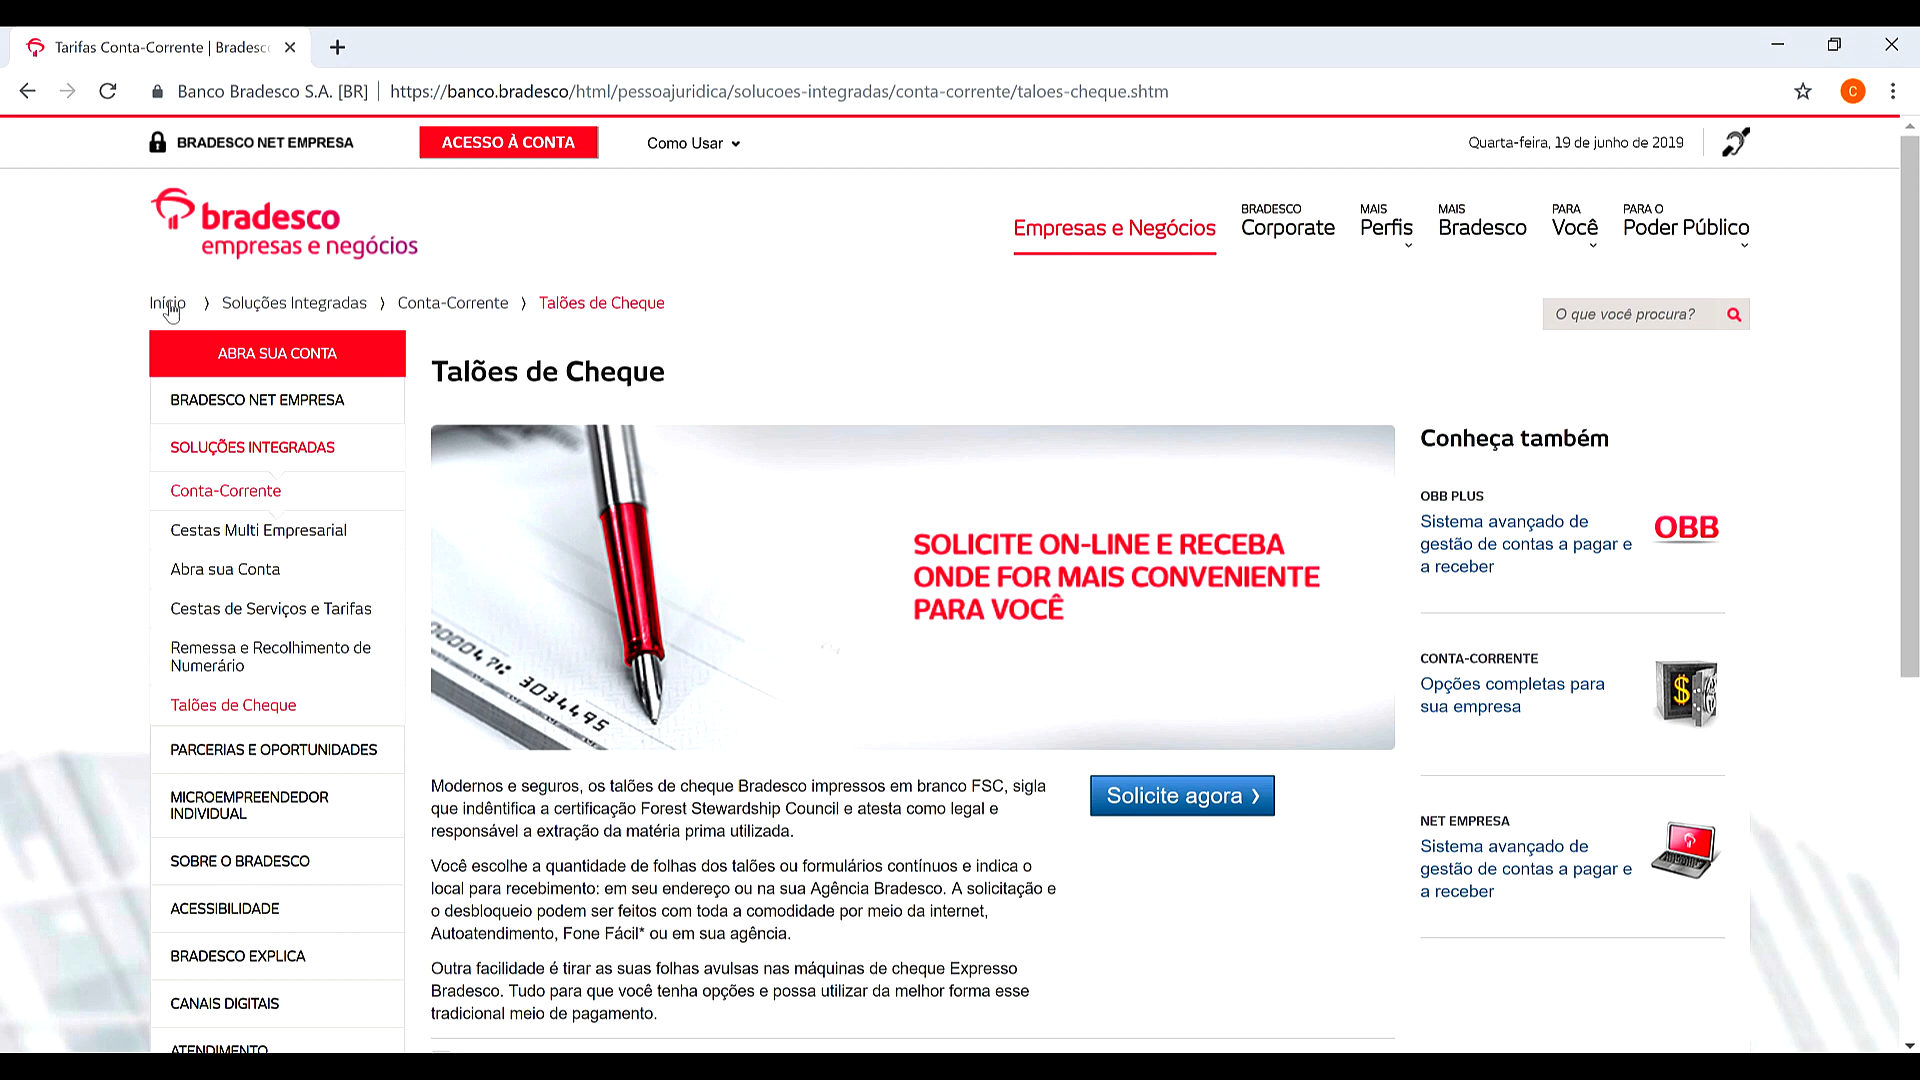 Tarifas Conta-Corrente | Bradesc
Banco Bradesco S.A. [BR] | https://banco.bradesco/html/pessoajuridica/solucoes-integradas/conta-corrente/taloes-cheque.shtm
C
BRADESCO NET EMPRESA
ACESSO À CONTA
Como Usar
Quarta-feira, 19 de junho de 2019
bradesco
empresas e negócios
Empresas e Negócios
BRADESCO
Corporate
MAIS
Perfis
MAIS
Bradesco
PARA
Você
PARA O
Poder Público
Início 〉 Soluções Integradas 〉 Conta-Corrente 〉 Talões de Cheque
O que você procura?
ABRA SUA CONTA
BRADESCO NET EMPRESA
SOLUÇÕES INTEGRADAS
Conta-Corrente
Cestas Multi Empresarial
Abra sua Conta
Cestas de Serviços e Tarifas
Remessa e Recolhimento de
Numerário
Talões de Cheque
PARCERIAS E OPORTUNIDADES
MICROEMPREENDEDOR
INDIVIDUAL
SOBRE O BRADESCO
ACESSIBILIDADE
BRADESCO EXPLICA
CANAIS DIGITAIS
ATENDIMENTO
Talões de Cheque
3034495
SOLICITE ON-LINE E RECEBA
ONDE FOR MAIS CONVENIENTE
PARA VOCÊ
Modernos e seguros, os talões de cheque Bradesco impressos em branco FSC, sigla
que indêntifica a certificação Forest Stewardship Council e atesta como legal e
responsável a extração da matéria prima utilizada.
Você escolhe a quantidade de folhas dos talões ou formulários contínuos e indica o
local para recebimento: em seu endereço ou na sua Agência Bradesco. A solicitação e
o desbloqueio podem ser feitos com toda a comodidade por meio da internet,
Autoatendimento, Fone Fácil* ou em sua agência.
Outra facilidade é tirar as suas folhas avulsas nas máquinas de cheque Expresso
Bradesco. Tudo para que você tenha opções e possa utilizar da melhor forma esse
tradicional meio de pagamento.
Solicite agora 〉
Conheça também
OBB PLUS
Sistema avançado de
gestão de contas a pagar e
a receber
OBB
CONTA-CORRENTE
Opções completas para
sua empresa
$
NET EMPRESA
Sistema avançado de
gestão de contas a pagar e
a receber